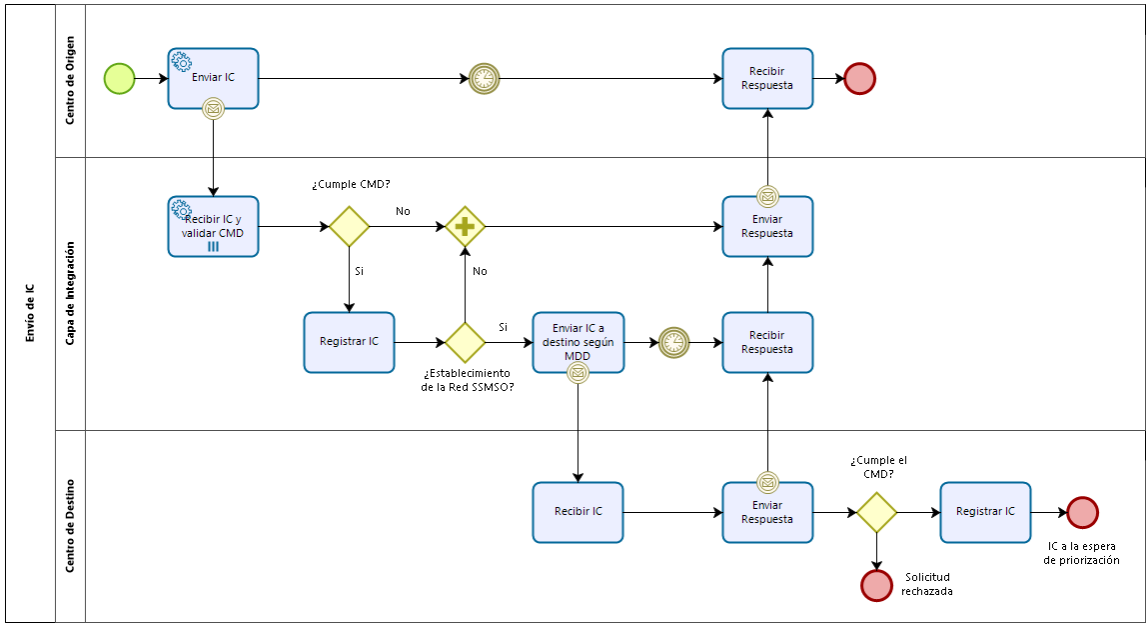 Envío de IC
Centro de Origen
Enviar IC
Recibir
Respuesta
Capa de Integración
¿Cumple CMD?
Recibir IC y
validar CMD
No
Enviar
Respuesta
Si
No
Registrar IC
Si
¿Establecimiento
de la Red SSMSO?
Enviar IC a
destino según
MDD
Recibir
Respuesta
Centro de Destino
Recibir IC
Enviar
Respuesta
¿Cumple el
CMD?
Registrar IC
IC a la espera
de priorización
Solicitud
rechazada